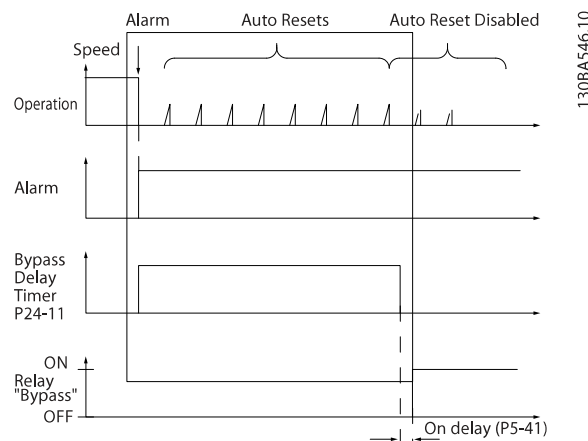 Alarm
Auto Resets
Auto Reset Disabled
Speed
Operation
Alarm
Bypass
Delay
Timer
P24-11
ON
Relay
"Bypass"
OFF
On delay (P5-41)
130BA546.10